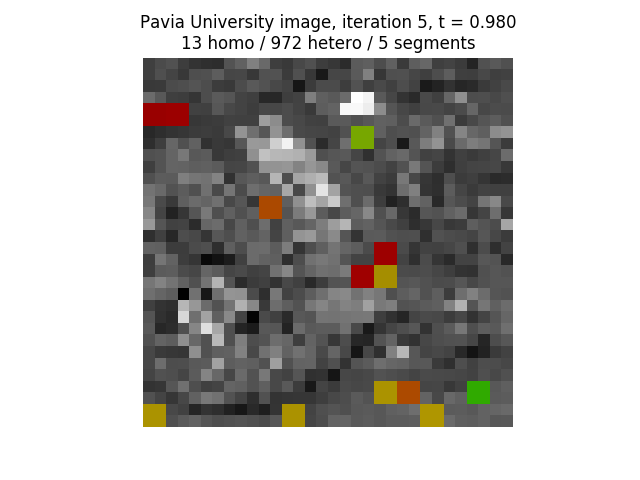 Pavia University image, iteration 5, t = 0.980
13 homo / 972 hetero / 5 segments